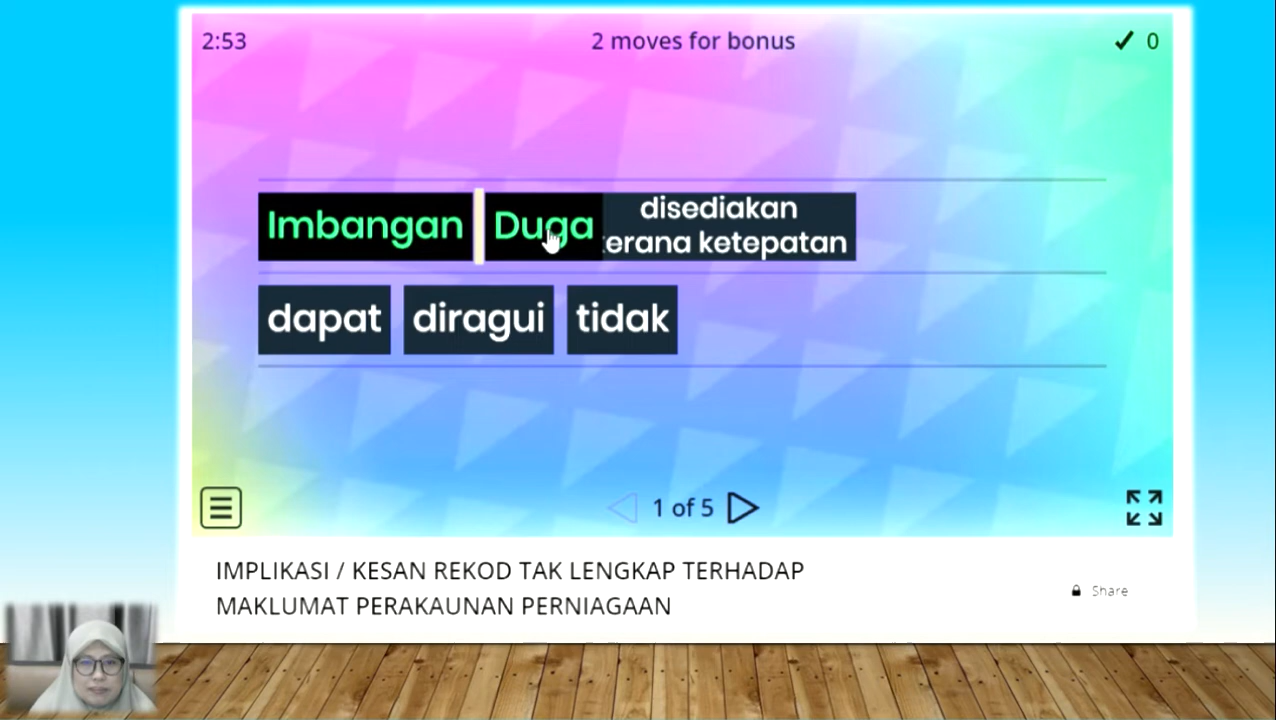 2:53 2 moves for bonus ✓ 0
Imbangan Duga disediakan
erana ketepatan
dapat diragui tidak
1 of 5
IMPLIKASI / KESAN REKOD TAK LENGKAP TERHADAP
MAKLUMAT PERAKAUNAN PERNIAGAAN
Share